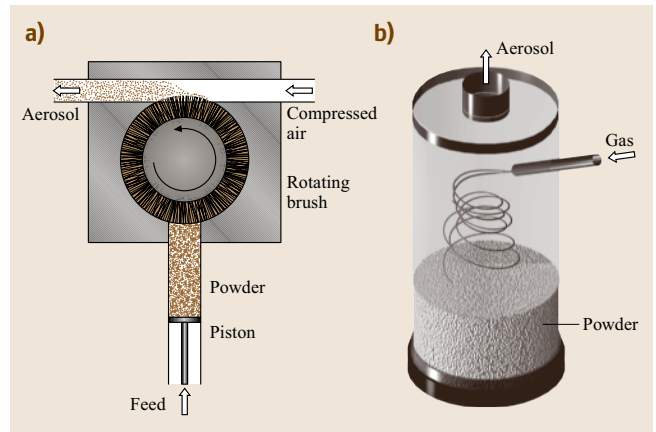 a)
Aerosol
Compressed
air
Rotating
brush
Powder
Piston
Feed
b)
Aerosol
Gas
Powder